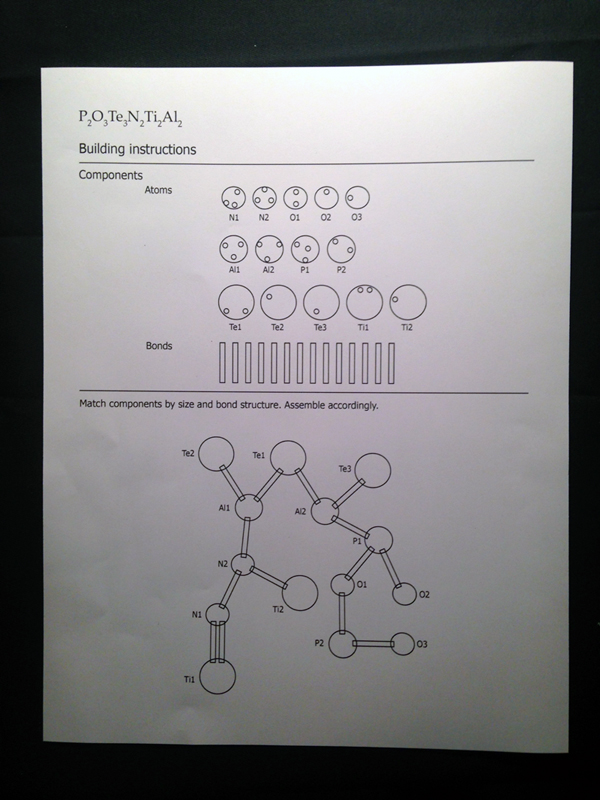 P2O3Te3N2Ti2Al2
Building instructions
Components
Atoms
N1 N2 O1 O2 O3
Al1 Al2 P1 P2
Te1 Te2 Te3 Ti1 Ti2
Bonds
Match components by size and bond structure. Assemble accordingly.
Te2 Te1
Te3
Al1 Al2
P1
N2
O1
O2
Ti2
N1
P2 O3
Ti1